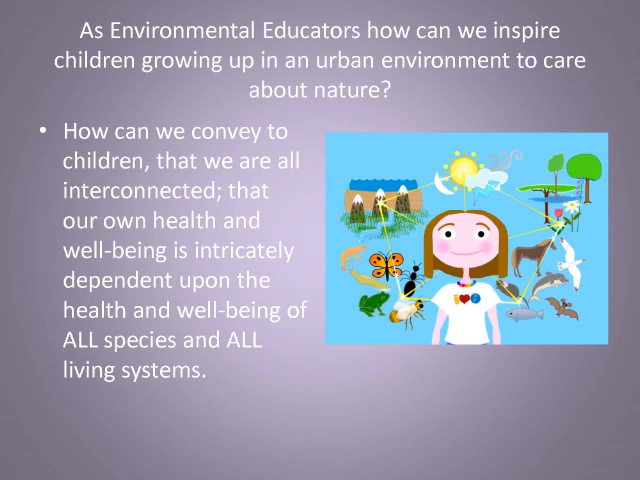 As Environmental Educators how can we inspire
children growing up in an urban environment to care
about nature?
• How can we convey to
children, that we are all
interconnected; that
our own health and
well-being is intricately
dependent upon the
health and well-being of
ALL species and ALL
living systems.